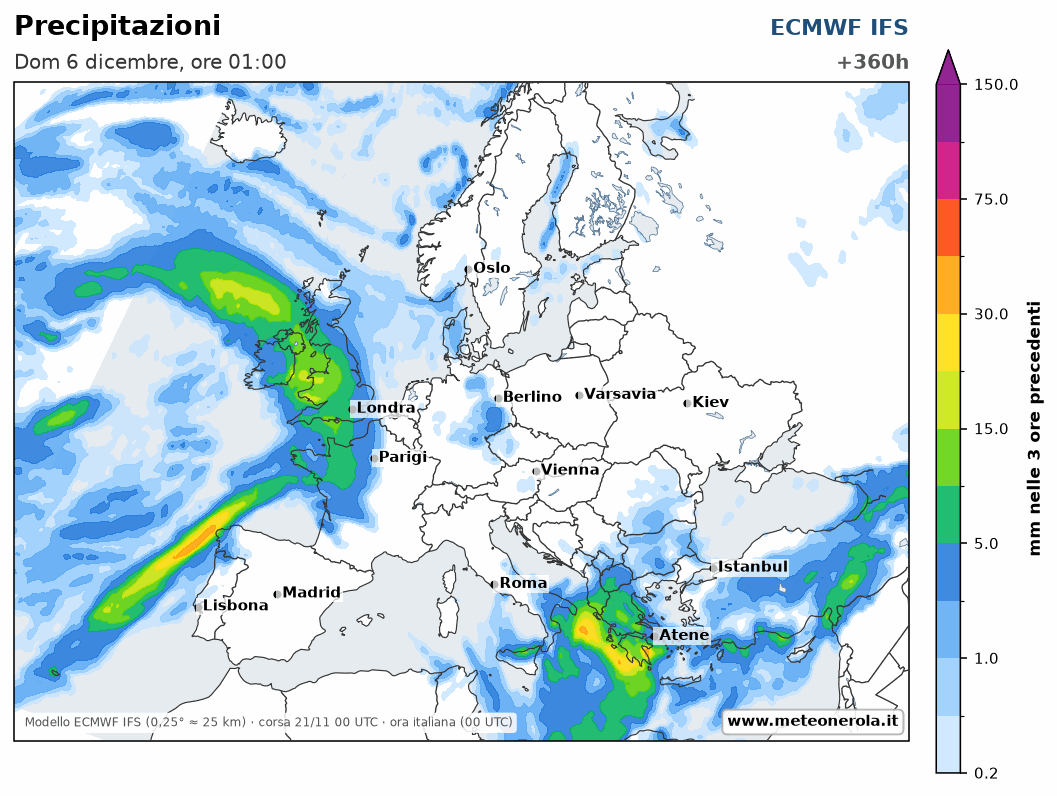 Precipitazioni
ECMWF IFS
Dom 6 dicembre, ore 01:00
+360h
150.0
75.0
30.0
15.0
5.0
1.0
0.2
mm nelle 3 ore precedenti
Oslo
Londra
Berlino
Varsavia
Kiev
Parigi
Vienna
Istanbul
Roma
Madrid
Lisbona
Atene
Modello ECMWF IFS (0,25° ≈ 25 km) · corsa 21/11 00 UTC · ora italiana (00 UTC)
www.meteonerola.it